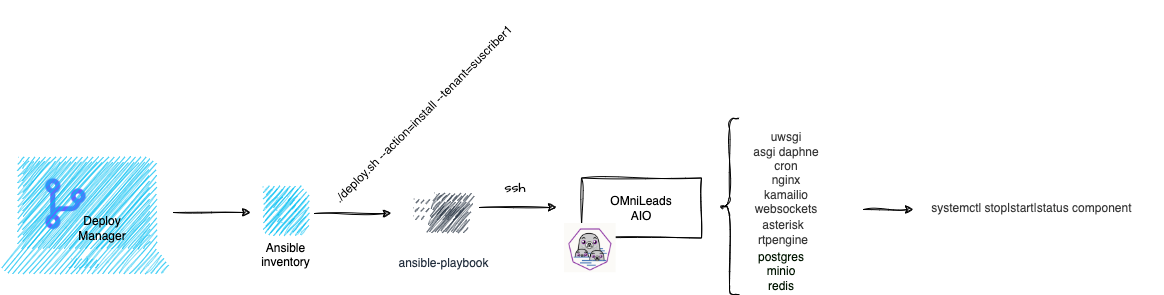 Deploy
Manager
Ansible
inventory
./deploy.sh --action=install --tenant=suscriber1
ansible-playbook
ssh
OMniLeads
AIO
uwsgi
asgi daphne
cron
nginx
kamailio
websockets
asterisk
rtpengine
postgres
minio
redis
systemctl stop|start|status component